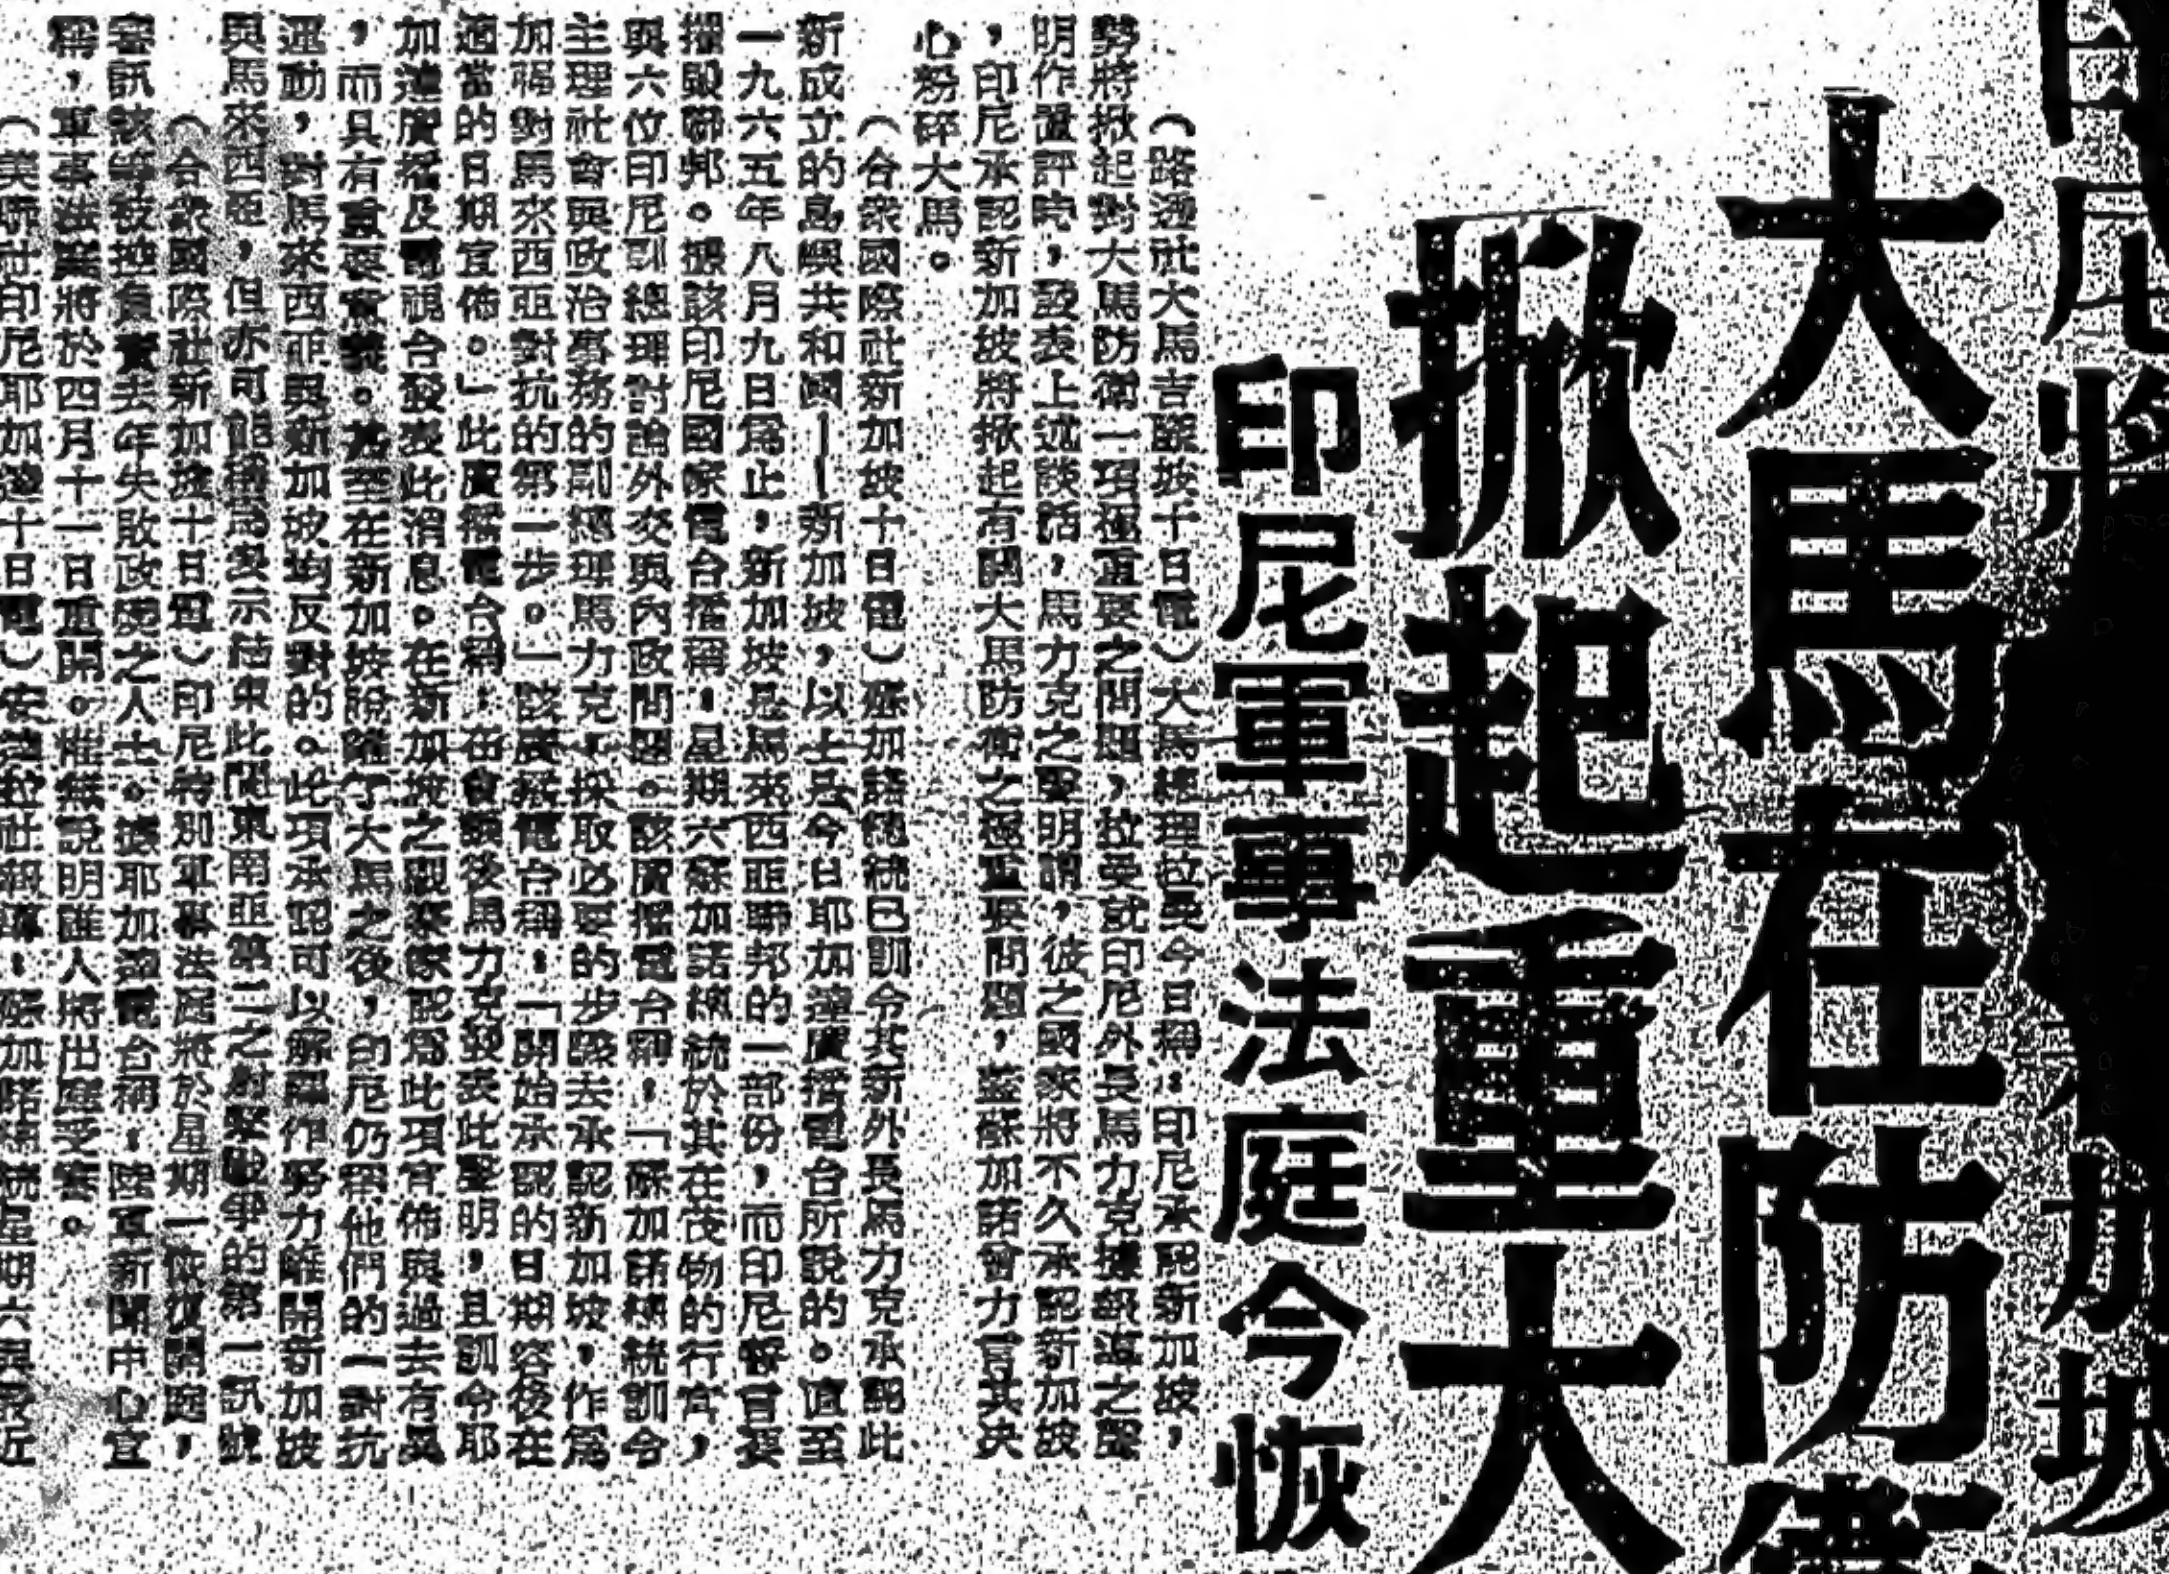 印尼將
加坡
大馬在防衛
掀起重大
印尼軍事法庭今恢
（路透社大馬吉隆坡十日電）大馬總理拉曼今日稱：印尼承認新加坡，
勢將掀起對大馬防衛一項極重要之問題，拉曼就印尼外長馬力克據報道之聲
明作置評時，發表上述談話，馬力克之聲明謂，彼之國家將不久承認新加坡
，印尼承認新加坡將掀起有關大馬防衛之極重要問題，蓋蘇加諾曾力言其決
心粉碎大馬。
（合衆國際社新加坡十日電）蘇加諾總統已訓令其新外長馬力克承認此
新成立的島嶼共和國——新加坡，以上是今日耶加達廣播電台所說的。直至
一九六五年八月九日爲止，新加坡是馬來西亞聯邦的一部份，而印尼誓言要
摧毀聯邦。據該印尼國家電台播稱：星期六蘇加諾總統於其在茂物的行宮，
與六位印尼副總理討論外交與內政問題。該廣播電台稱：「蘇加諾總統訓令
主理社會與政治事務的副總理馬力克，採取必要的步驟去承認新加坡，作爲
加強對馬來西亞對抗的第一步。」該廣播電台稱：「開始承認的日期容後在
適當的日期宣佈。」此廣播電台稱：在會議後馬力克發表此聲明，且訓令耶
加達廣播及電視台發表此消息。在新加坡之觀察家認爲此項宣佈與過去有異
，而具有重要意義。甚至在新加坡脫離了大馬之後，印尼仍稱他們的一對抗
運動，對馬來西亞與新加坡均反對的。此項承認可以解釋作努力離開新加坡
與馬來西亞，但亦可能稱爲表示結束此間東南亞第三之射擊戰爭的第一訊號
（合衆國際社新加坡十日電）印尼特別軍事法庭將於星期一恢復開庭，
審訊該等被控負責去年失敗政變之人士。據耶加達電台稱：陸軍新聞中心宣
稱，軍事法庭將於四月十一日重開。惟無說明誰人將出庭受審。
（美聯社印尼耶加達十日電）安塔拉社報導：蘇加諾總統星期六與最近